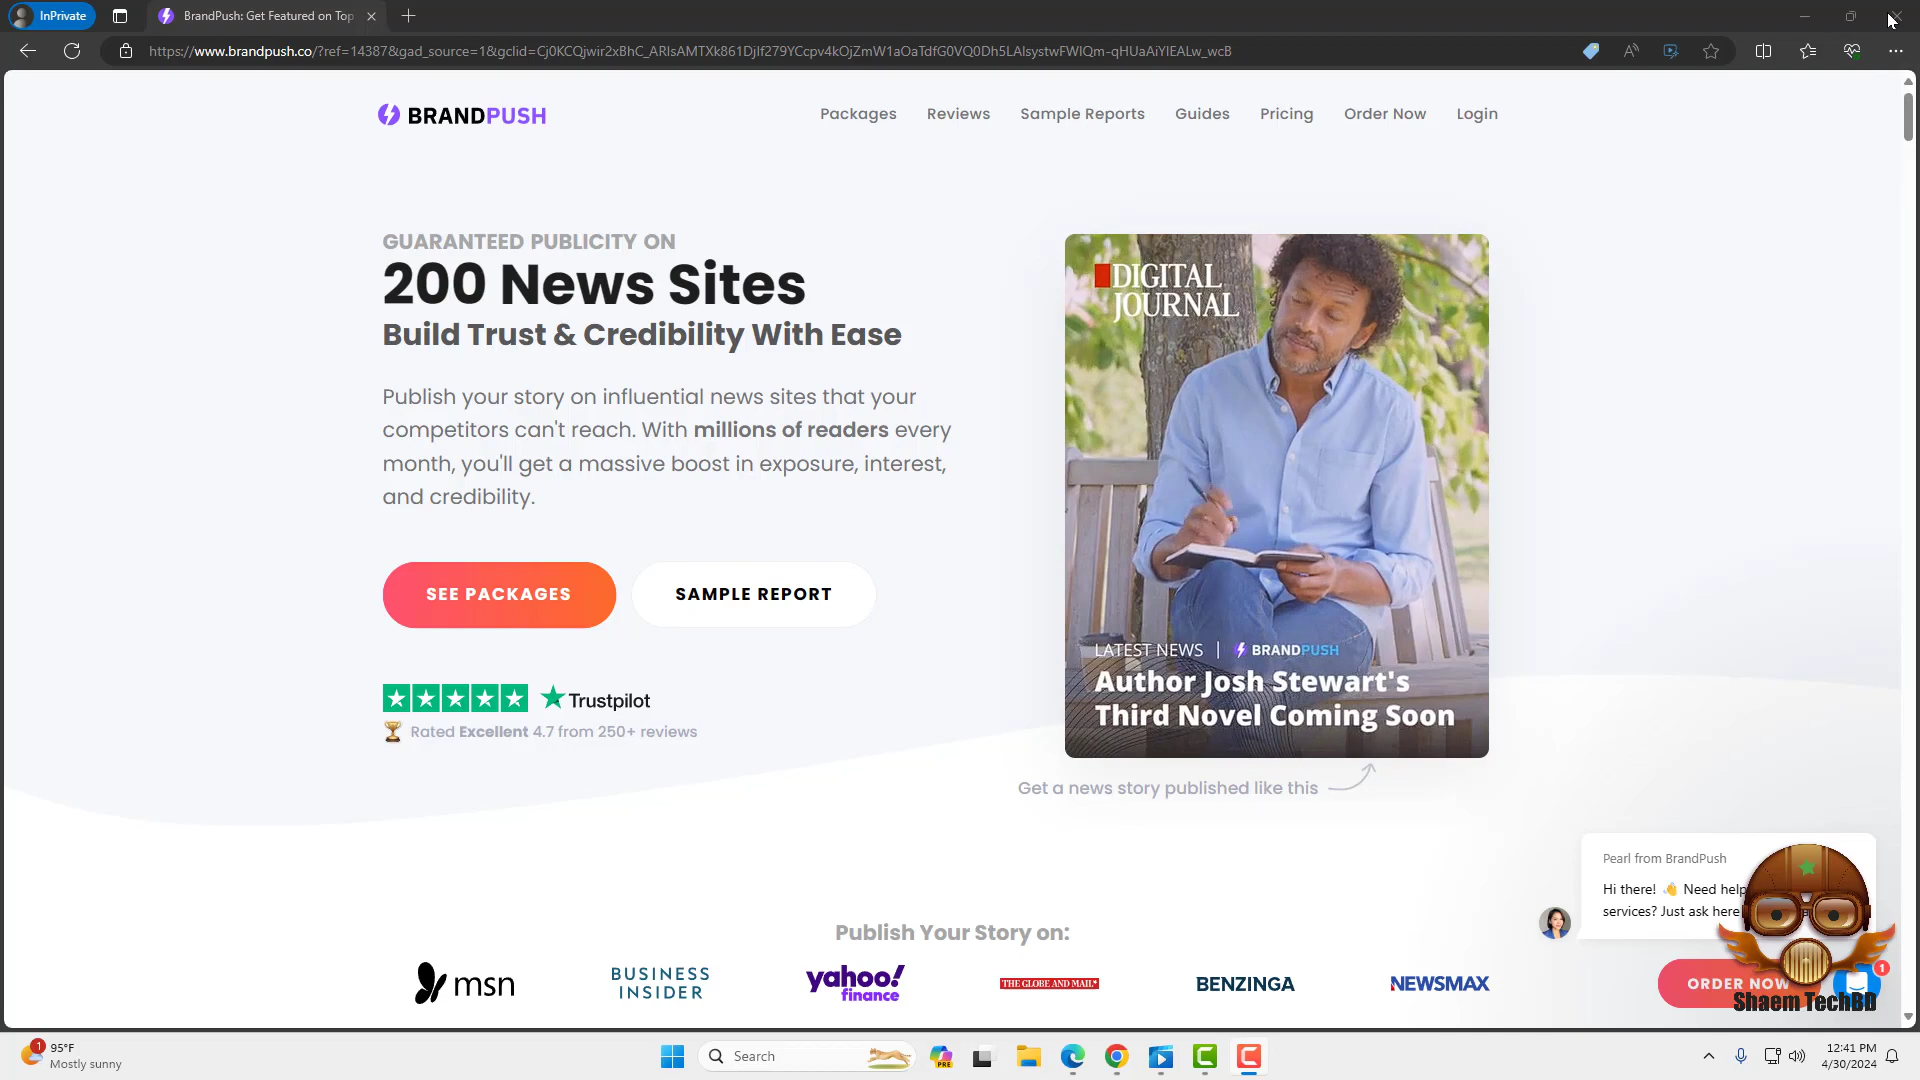 InPrivate
BrandPush: Get Featured on Top
https://www.brandpush.co/?ref=14387&gad_source=1&gclid=Cj0KCQjwir2xBhC_ARIsAMTXk861DjIf279YCcpv4kOjZmW1aOaTdfG0VQ0Dh5LAlsystwFWIQm-qHUaAiYlEALw_wcB
BRANDPUSH
Packages
Reviews
Sample Reports
Guides
Pricing
Order Now
Login
GUARANTEED PUBLICITY ON
200 News Sites
Build Trust & Credibility With Ease
Publish your story on influential news sites that your
competitors can't reach. With millions of readers every
month, you'll get a massive boost in exposure, interest,
and credibility.
SEE PACKAGES
SAMPLE REPORT
Trustpilot
Rated Excellent 4.7 from 250+ reviews
DIGITAL
JOURNAL
LATEST NEWS | BRANDPUSH
Author Josh Stewart's
Third Novel Coming Soon
Get a news story published like this
Pearl from BrandPush
Hi there! 👋 Need help
services? Just ask here
Publish Your Story on:
msn
BUSINESS
INSIDER
yahoo!
finance
THE GLOBE AND MAIL*
BENZINGA
NEWSMAX
ORDER NOW
1
Shaem TechBD
1
95°F
Mostly sunny
Search
PRE
12:41 PM
4/30/2024